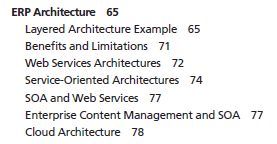 ERP Architecture 65
Layered Architecture Example 65
Benefits and Limitations 71
Web Services Architectures 72
Service-Oriented Architectures 74
SOA and Web Services 77
Enterprise Content Management and SOA 77
Cloud Architecture 78